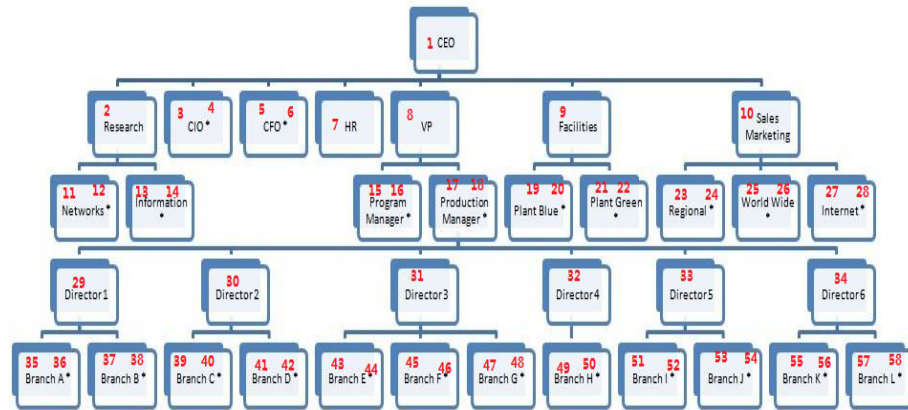 1 CEO
2 3 4 5 6 7 8 9 10
Research CIO* CFO* HR VP Facilities Sales
Marketing
11 12 13 14 15 16 17 18 19 20 21 22 23 24 25 26 27 28
Networks* Information
* Program
Manager* Production
Manager* Plant Blue* Plant Green
* Regional* World Wide
* Internet*
29 30 31 32 33 34
Director1 Director2 Director3 Director4 Director5 Director6
35 36 37 38 39 40 41 42 43 44 45 46 47 48 49 50 51 52 53 54 55 56 57 58
Branch A* Branch B* Branch C* Branch D* Branch E* Branch F* Branch G* Branch H* Branch I* Branch J* Branch K* Branch L*